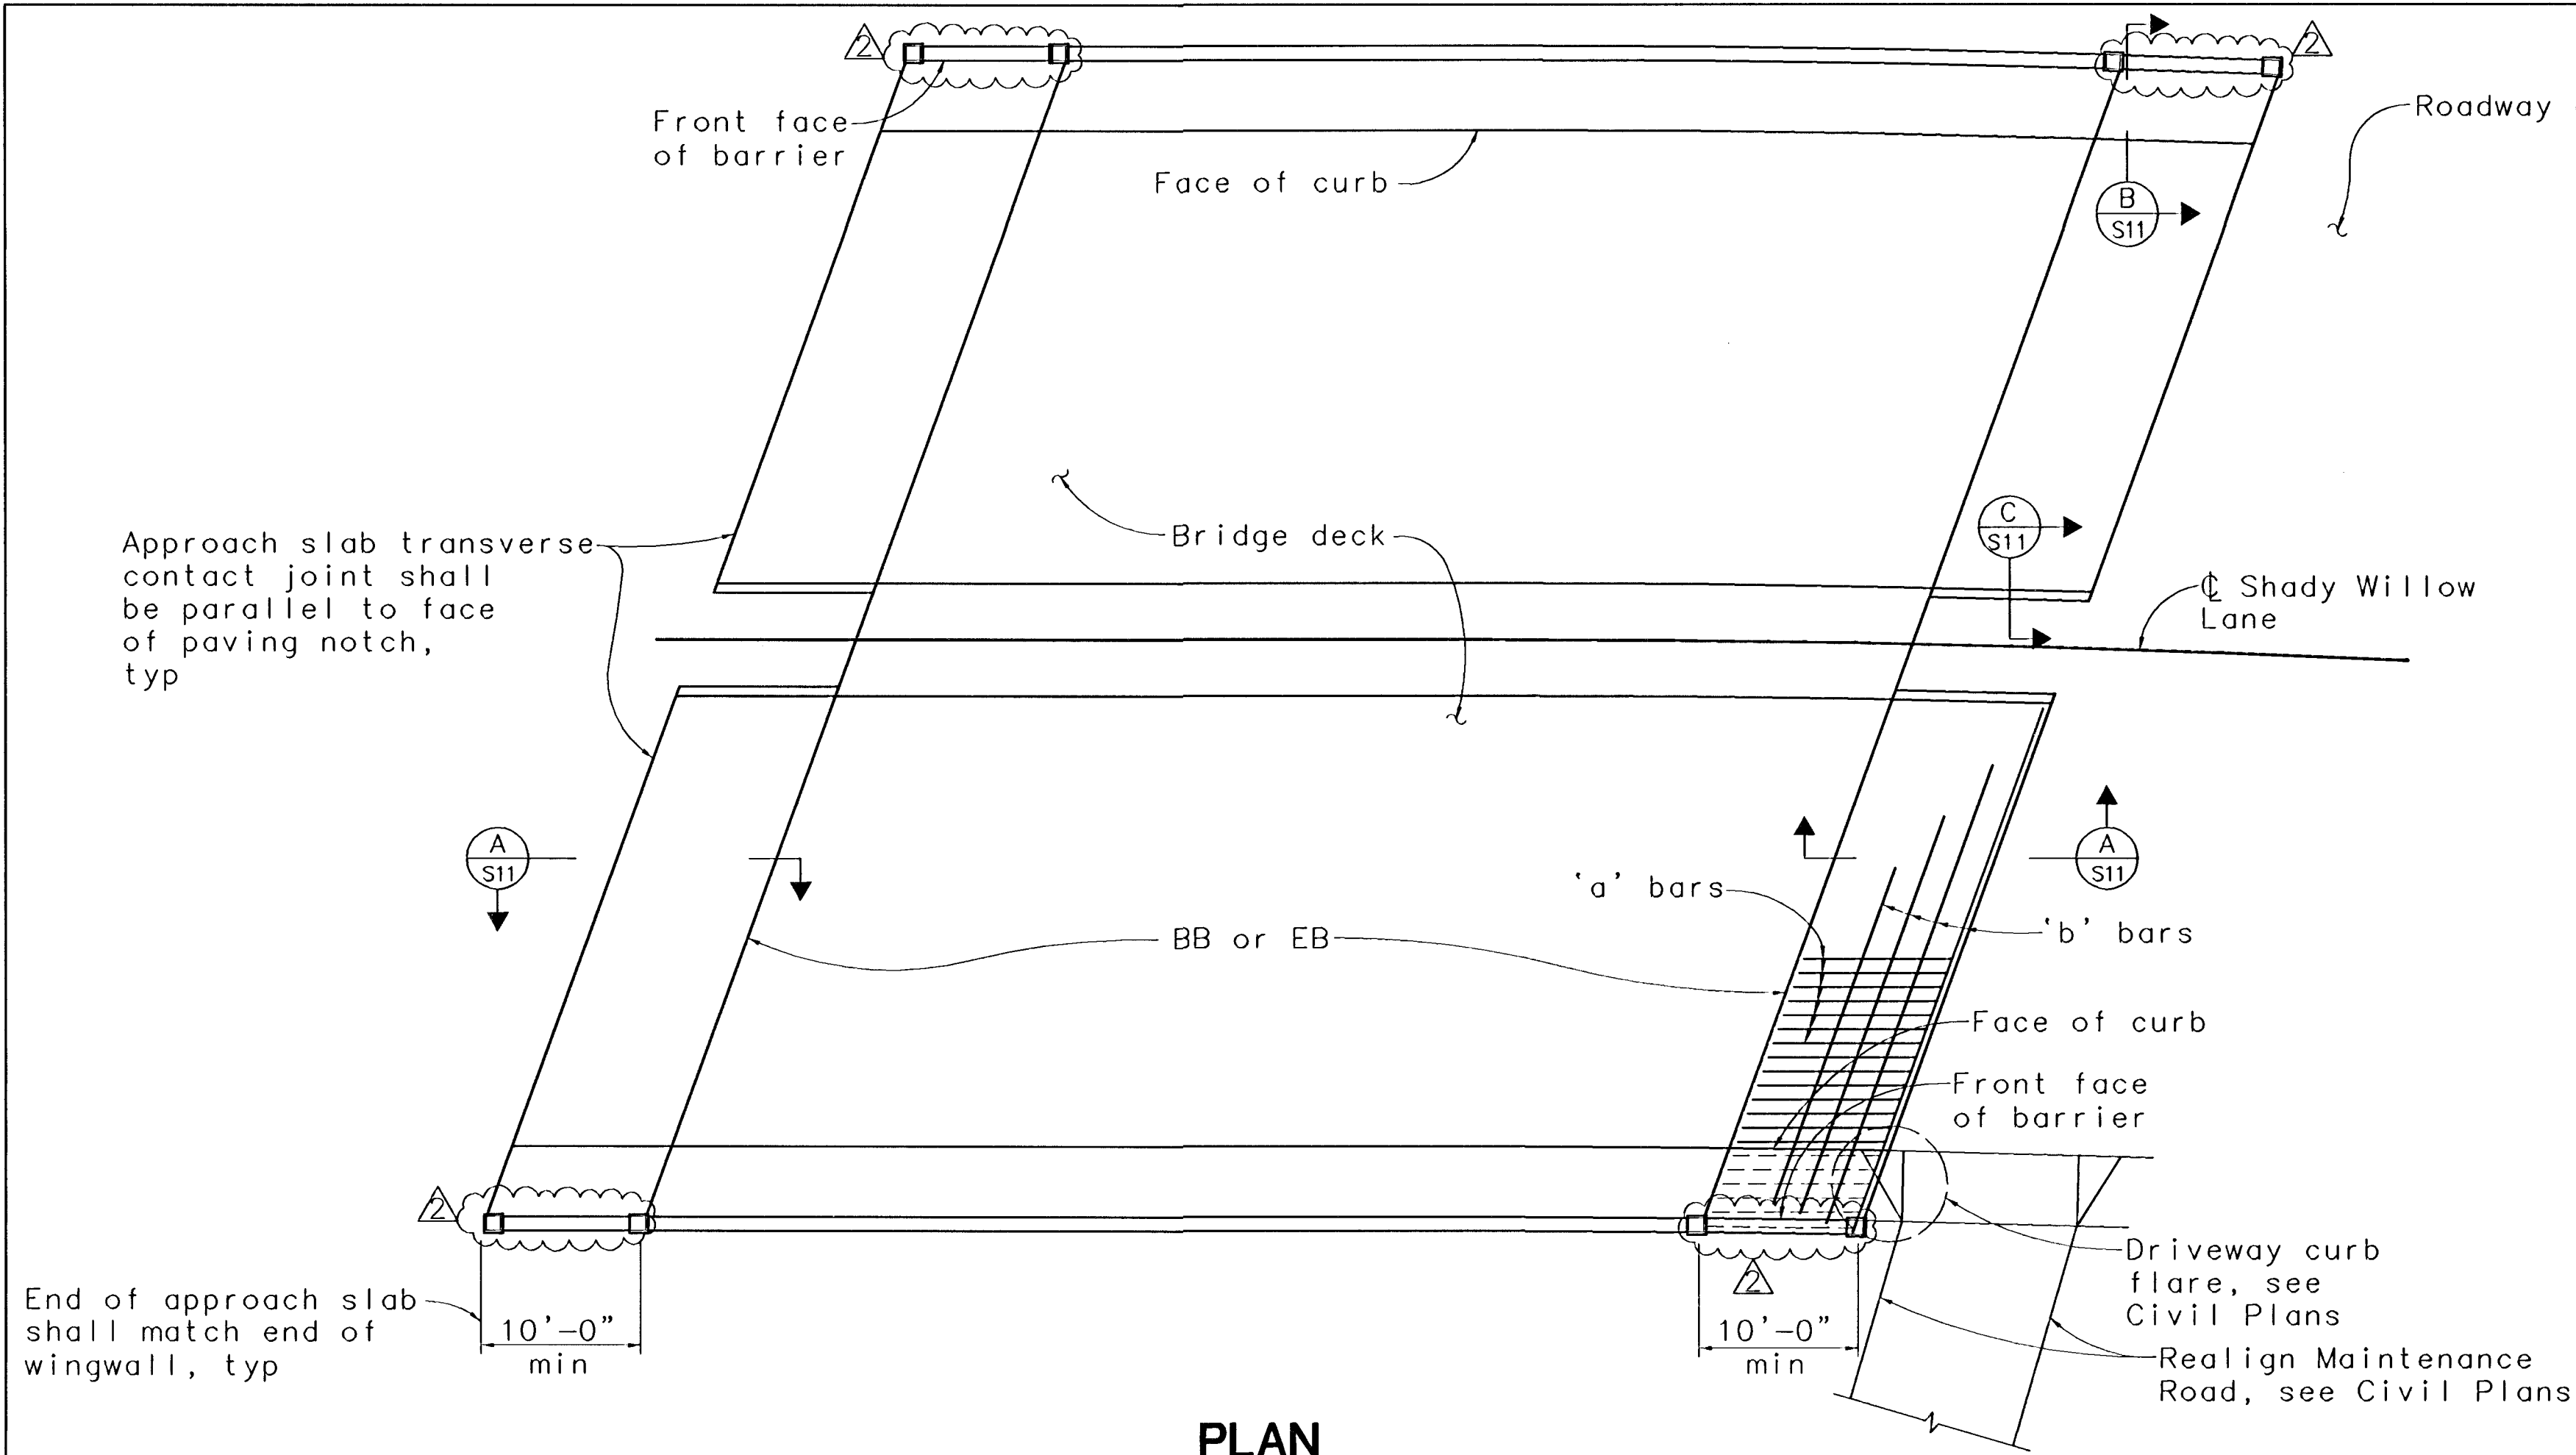 2
2
Front face
of barrier
Roadway
Face of curb
B
S11
Approach slab transverse
contact joint shall
be parallel to face
of paving notch,
typ
Bridge deck
C
S11
℄ Shady Willow
Lane
A
S11
A
S11
'a' bars
'b' bars
BB or EB
Face of curb
Front face
of barrier
2
2
Driveway curb
flare, see
Civil Plans
End of approach slab
shall match end of
wingwall, typ
10'-0"
min
10'-0"
min
Realign Maintenance
Road, see Civil Plans
PLAN